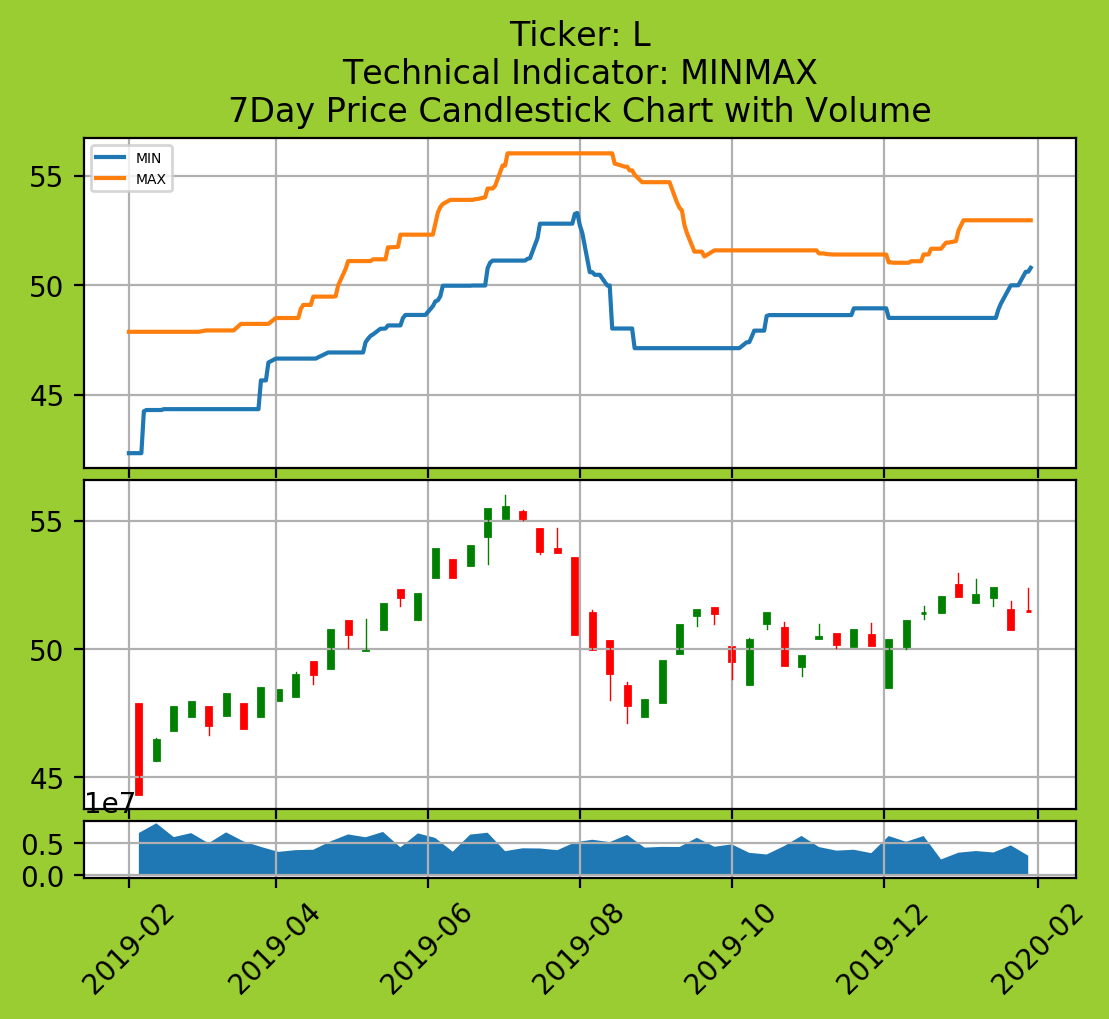 Ticker: L
Technical Indicator: MINMAX
7Day Price Candlestick Chart with Volume
MIN
MAX
55
50
45
55
50
45
1e7
0.5
0.0
2019-02
2019-04
2019-06
2019-08
2019-10
2019-12
2020-02